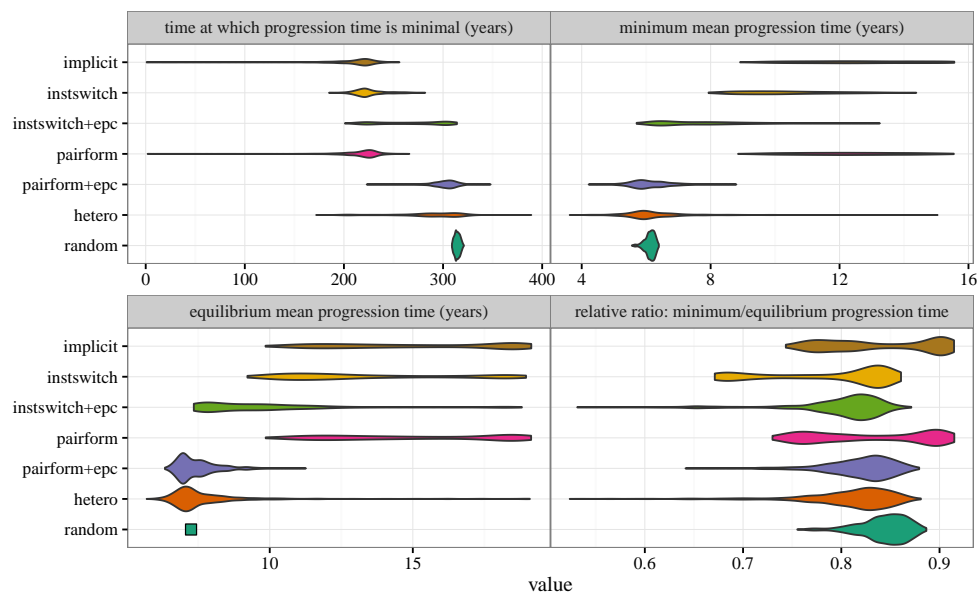 time at which progression time is minimal (years)
minimum mean progression time (years)
implicit
instswitch
instswitch+epc
pairform
pairform+epc
hetero
random
0 100 200 300 400
4 8 12 16
equilibrium mean progression time (years)
relative ratio: minimum/equilibrium progression time
implicit
instswitch
instswitch+epc
pairform
pairform+epc
hetero
random
10 15
0.6 0.7 0.8 0.9
value